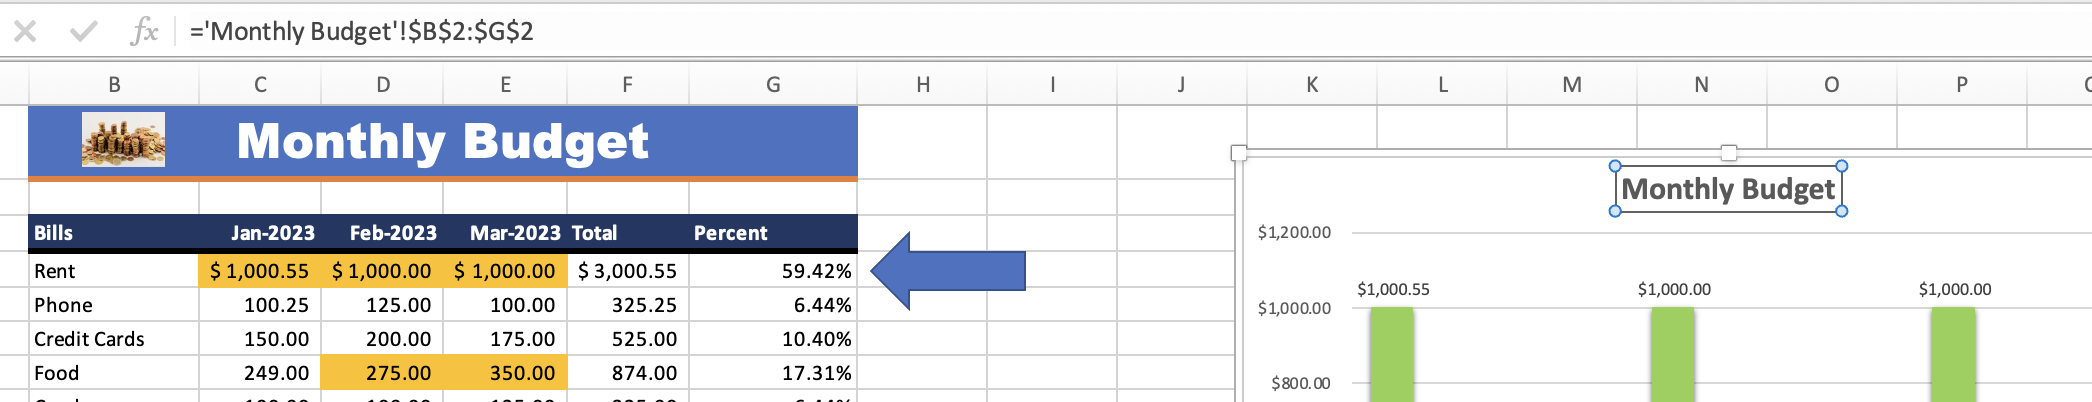 fx ='Monthly Budget'!$B$2:$G$2
B C D E F G H I J K L M N O P
Monthly Budget
Bills Jan-2023 Feb-2023 Mar-2023 Total Percent
Rent $ 1,000.55 $ 1,000.00 $ 1,000.00 $ 3,000.55 59.42%
Phone 100.25 125.00 100.00 325.25 6.44%
Credit Cards 150.00 200.00 175.00 525.00 10.40%
Food 249.00 275.00 350.00 874.00 17.31%
Monthly Budget
$1,200.00
$1,000.55 $1,000.00 $1,000.00
$1,000.00
$800.00